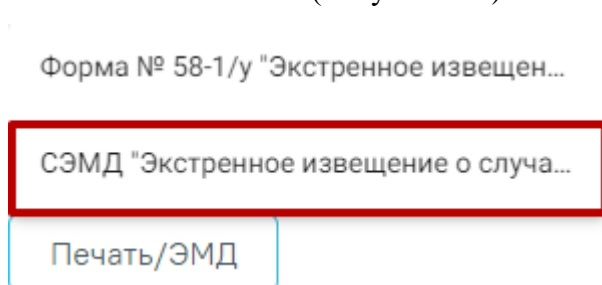 Форма № 58-1/у "Экстренное извещен...
СЭМД "Экстренное извещение о случа...
Печать/ЭМД